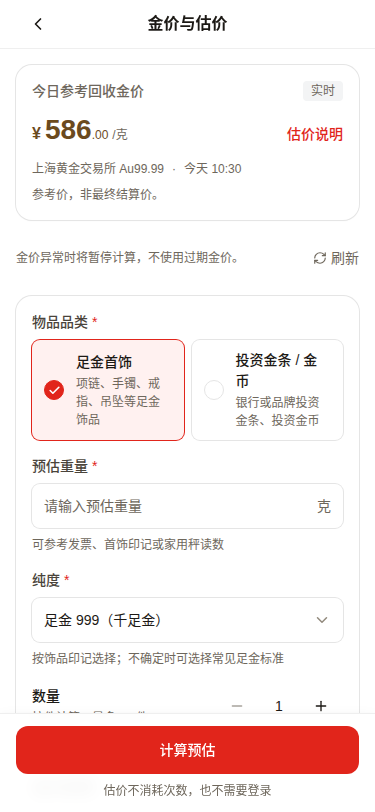 金价与估价
今日参考回收金价 实时
¥ 586.00 /克 估价说明
上海黄金交易所 Au99.99 · 今天 10:30
参考价，非最终结算价。
金价异常时将暂停计算，不使用过期金价。 刷新
物品品类 *
足金首饰
项链、手镯、戒
指、吊坠等足金
饰品
投资金条 / 金
币
银行或品牌投资
金条、投资金币
预估重量 *
请输入预估重量 克
可参考发票、首饰印记或家用秤读数
纯度 *
足金 999（千足金）
按饰品印记选择；不确定时可选择常见足金标准
数量
1
计算预估
估价不消耗次数，也不需要登录